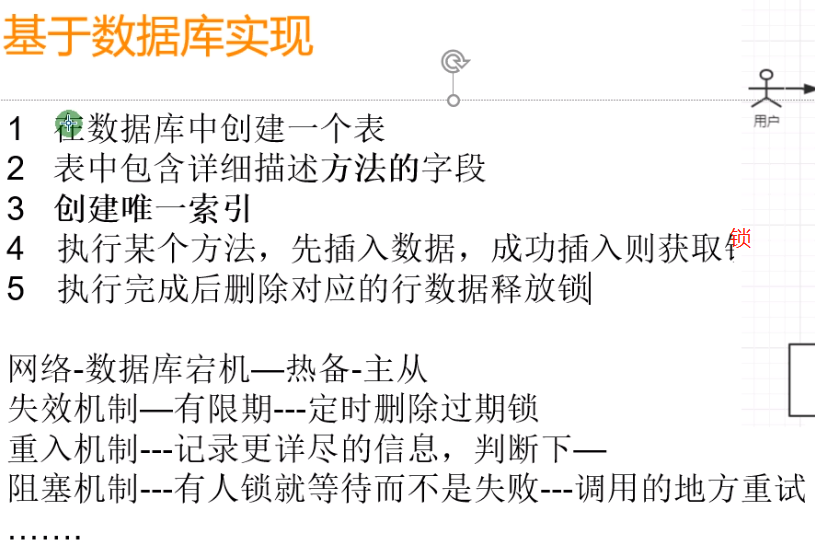 基于数据库实现
用户
1 在数据库中创建一个表
2 表中包含详细描述方法的字段
3 创建唯一索引
4 执行某个方法，先插入数据，成功插入则获取锁
5 执行完成后删除对应的行数据释放锁
网络-数据库宕机—热备-主从
失效机制—有限期---定时删除过期锁
重入机制---记录更详尽的信息，判断下—
阻塞机制---有人锁就等待而不是失败---调用的地方重试
.......